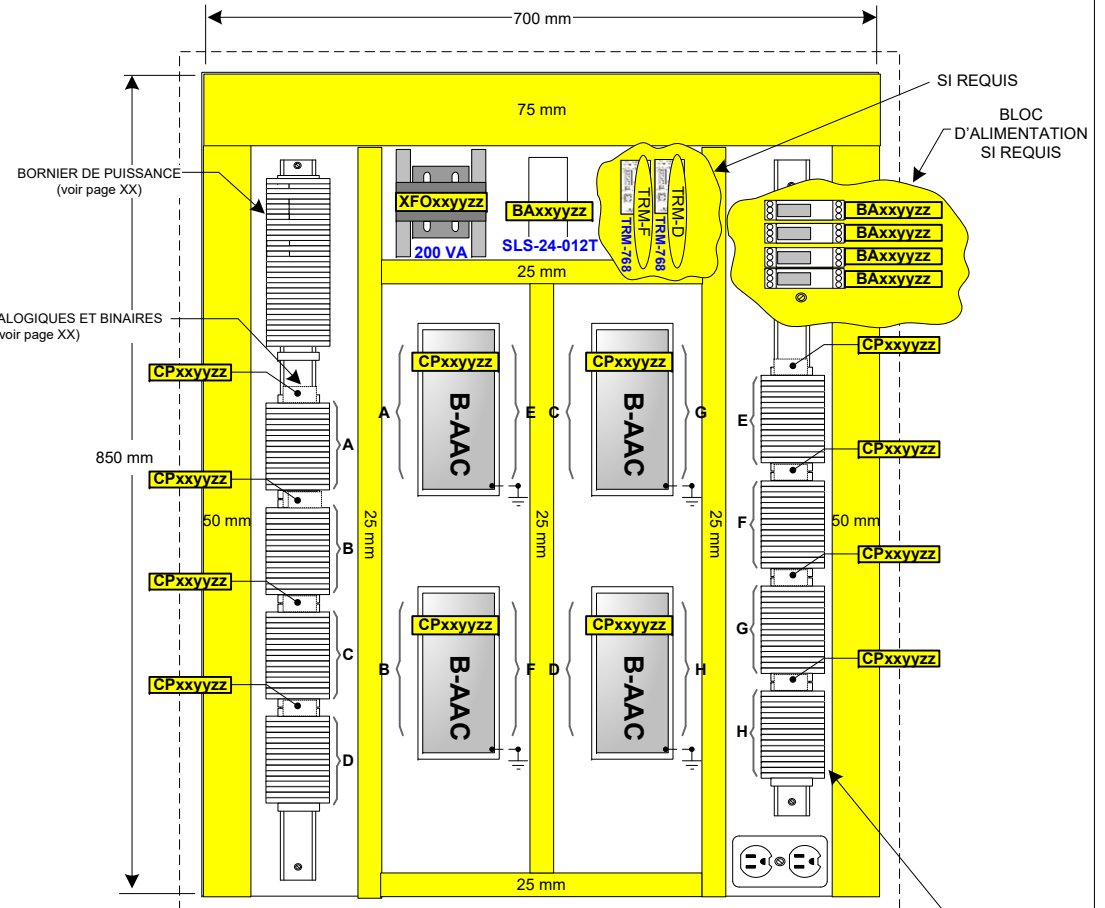 700 mm
SI REQUIS
75 mm
BLOC
D'ALIMENTATION
SI REQUIS
BORNIER DE PUISSANCE
(voir page XX)
XFOxxyyzz
200 VA
BAxxyyzz
SLS-24-012T
TRM-F
TRM-768
TRM-D
TRM-768
BAxxyyzz
BAxxyyzz
BAxxyyzz
BAxxyyzz
25 mm
ALOGIQUES ET BINAIRES
voir page XX)
CPxxyyzz
CPxxyyzz
CPxxyyzz
CPxxyyzz
A
B-AAC
E
C
B-AAC
G
A
E
850 mm
CPxxyyzz
CPxxyyzz
50 mm
25 mm
25 mm
25 mm
50 mm
B
F
CPxxyyzz
CPxxyyzz
CPxxyyzz
CPxxyyzz
B
B-AAC
F
D
B-AAC
H
C
G
CPxxyyzz
CPxxyyzz
D
H
25 mm